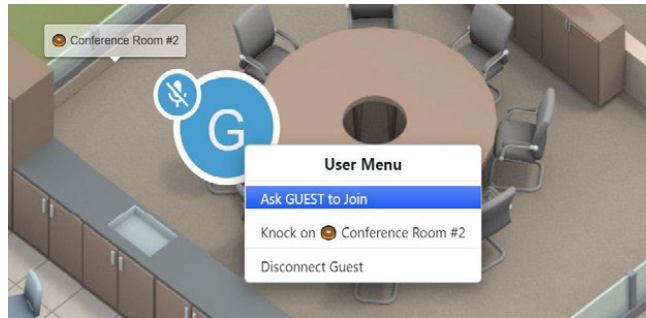 Conference Room #2
G
User Menu
Ask GUEST to Join
Knock on 🍩 Conference Room #2
Disconnect Guest